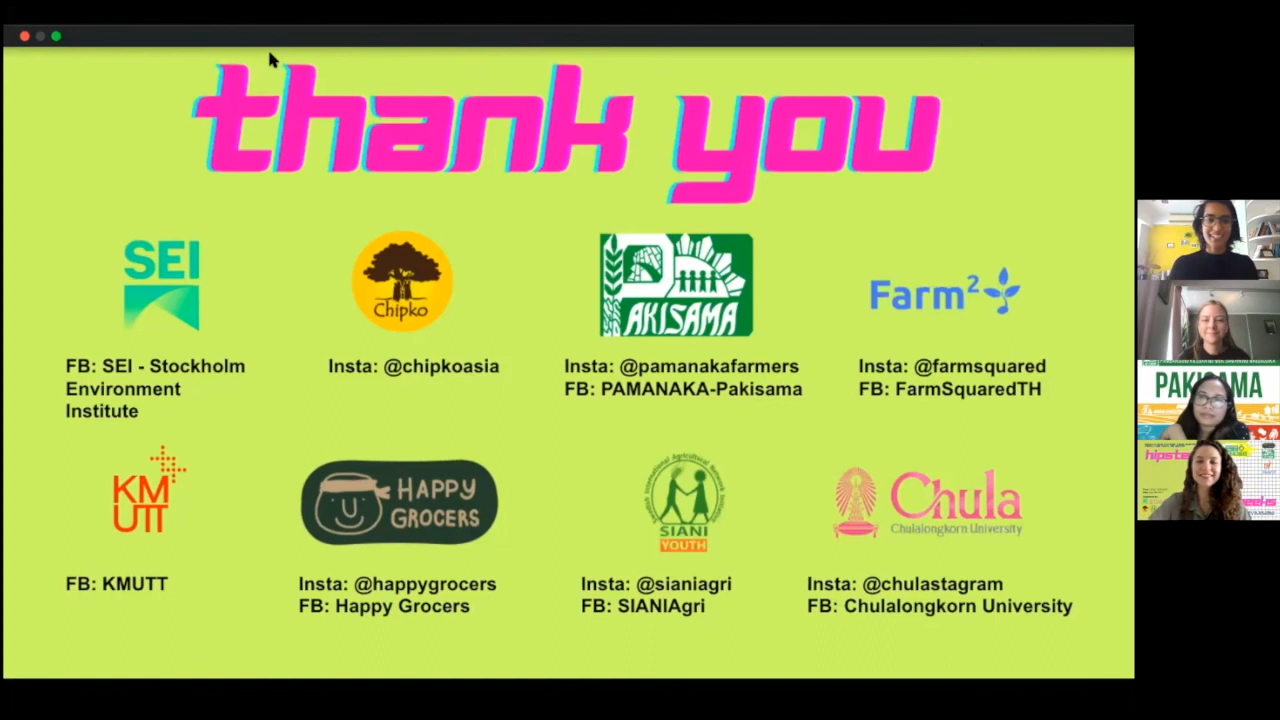 thank you
SEI
Chipko
PAKISAMA
Farm²
FB: SEI - Stockholm
Environment
Institute
Insta: @chipkoasia
Insta: @pamanakafarmers
FB: PAMANAKA-Pakisama
Insta: @farmsquared
FB: FarmSquaredTH
KM
UTT
HAPPY
GROCERS
SIANI
YOUTH
Chula
Chulalongkorn University
FB: KMUTT
Insta: @happygrocers
FB: Happy Grocers
Insta: @sianiagri
FB: SIANIAgri
Insta: @chulastagram
FB: Chulalongkorn University
PAKISAMA
hipste